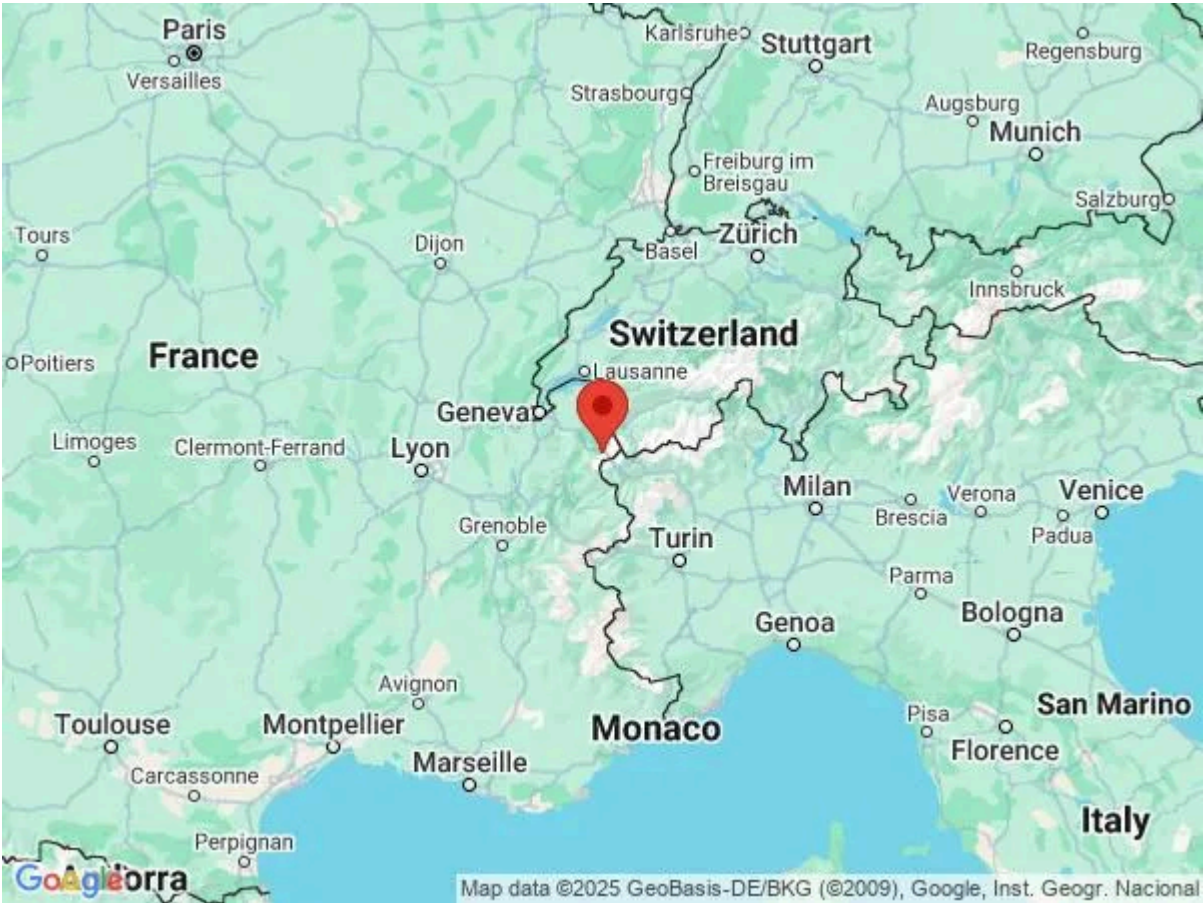 Paris
Versailles
Karlsruhe
Stuttgart
Regensburg
Strasbourg
Augsburg
Munich
Freiburg im
Breisgau
Salzburg
Tours
Dijon
Basel
Zürich
Innsbruck
Switzerland
Poitiers
France
Lausanne
Geneva
Limoges
Clermont-Ferrand
Lyon
Milan
Brescia
Verona
Venice
Padua
Grenoble
Turin
Parma
Genoa
Bologna
Avignon
Toulouse
Montpellier
Monaco
Pisa
San Marino
Florence
Marseille
Carcassonne
Italy
Perpignan
Google
Map data ©2025 GeoBasis-DE/BKG (©2009), Google, Inst. Geogr. Nacional